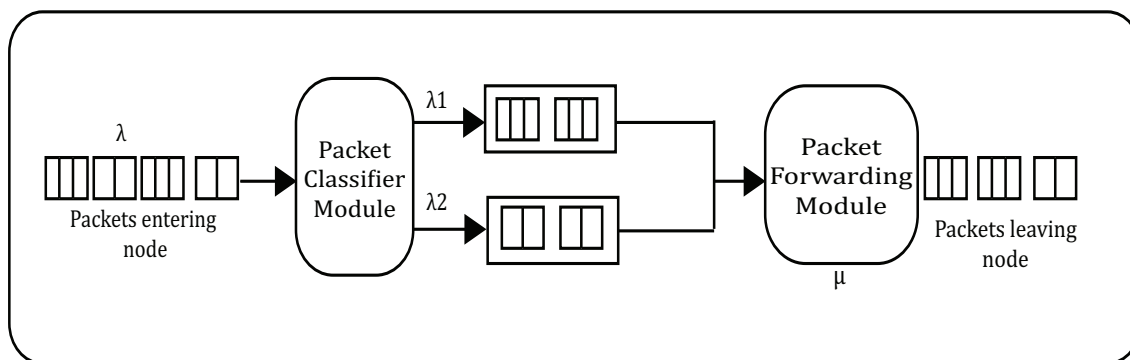 λ
Packets entering
node
Packet
Classifier
Module
λ1
λ2
Packet
Forwarding
Module
μ
Packets leaving
node